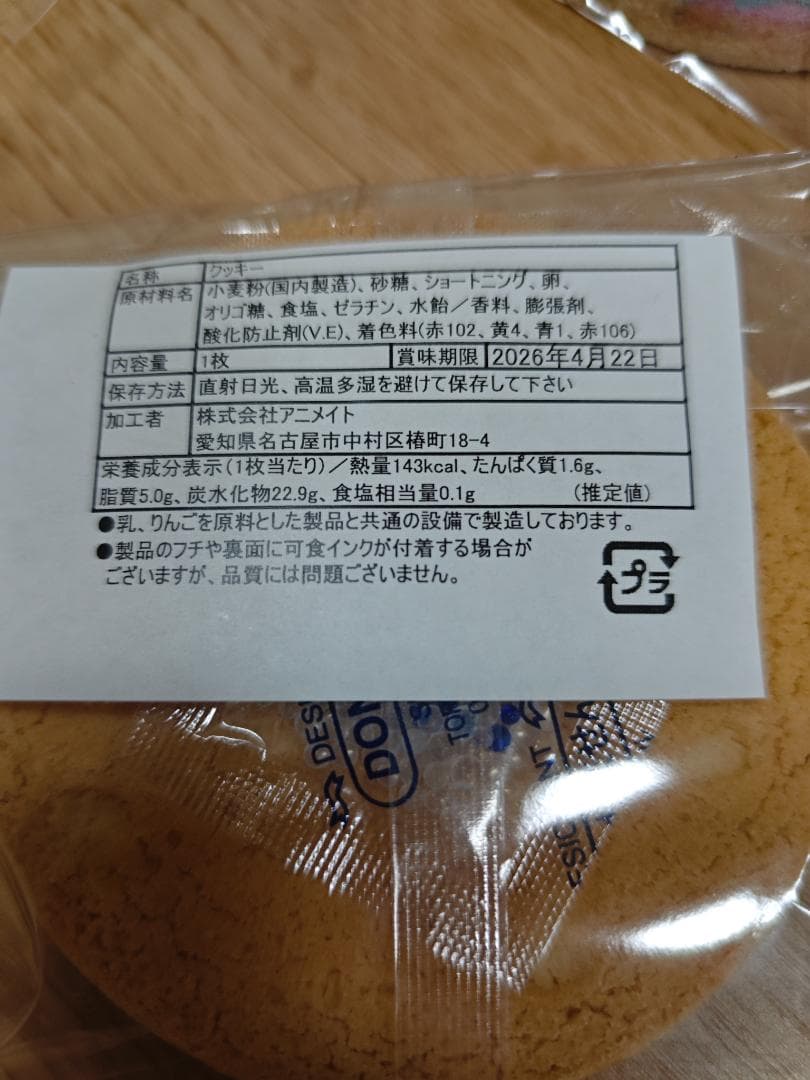 名称 クッキー
原材料名 小麦粉(国内製造)、砂糖、ショートニング、卵、
オリゴ糖、食塩、ゼラチン、水飴／香料、膨張剤、
酸化防止剤(V.E)、着色料(赤102、黄4、青1、赤106)
内容量 1枚 賞味期限 2026年4月22日
保存方法 直射日光、高温多湿を避けて保存して下さい
加工者 株式会社アニメイト
愛知県名古屋市中村区椿町18-4
栄養成分表示(1枚当たり)／熱量143kcal、たんぱく質1.6g、
脂質5.0g、炭水化物22.9g、食塩相当量0.1g (推定値)
●乳、りんごを原料とした製品と共通の設備で製造しております。
●製品のフチや裏面に可食インクが付着する場合が
ございますが、品質には問題ございません。
プラ